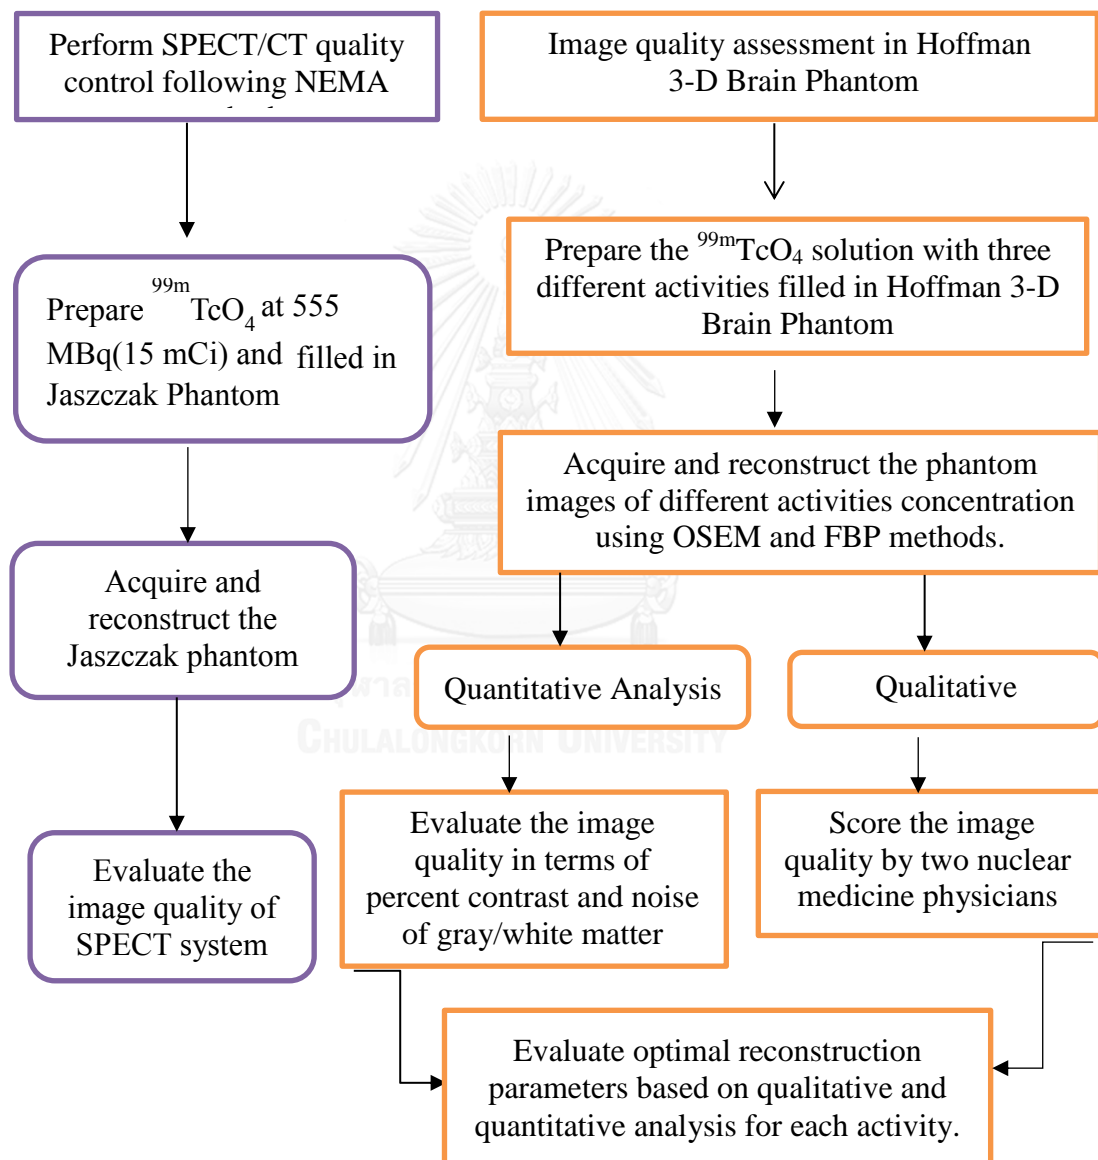 Perform SPECT/CT quality
control following NEMA
Prepare ⁹⁹ᵐTcO₄ at 555
MBq(15 mCi) and filled in
Jaszczak Phantom
Acquire and
reconstruct the
Jaszczak phantom
Evaluate the
image quality of
SPECT system
Image quality assessment in Hoffman
3-D Brain Phantom
Prepare the ⁹⁹ᵐTcO₄ solution with three
different activities filled in Hoffman 3-D
Brain Phantom
Acquire and reconstruct the phantom
images of different activities concentration
using OSEM and FBP methods.
Quantitative Analysis
Qualitative
Evaluate the image
quality in terms of
percent contrast and noise
of gray/white matter
Score the image
quality by two nuclear
medicine physicians
Evaluate optimal reconstruction
parameters based on qualitative and
quantitative analysis for each activity.
CHULALONGKORN UNIVERSITY